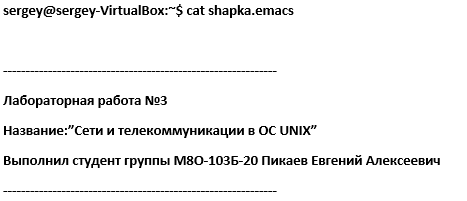 sergey@sergey-VirtualBox:~$ cat shapka.emacs
-------------------------------------------------------------
Лабораторная работа №3
Название:”Сети и телекоммуникации в ОС UNIX”
Выполнил студент группы М8О-103Б-20 Пикаев Евгений Алексеевич
-------------------------------------------------------------